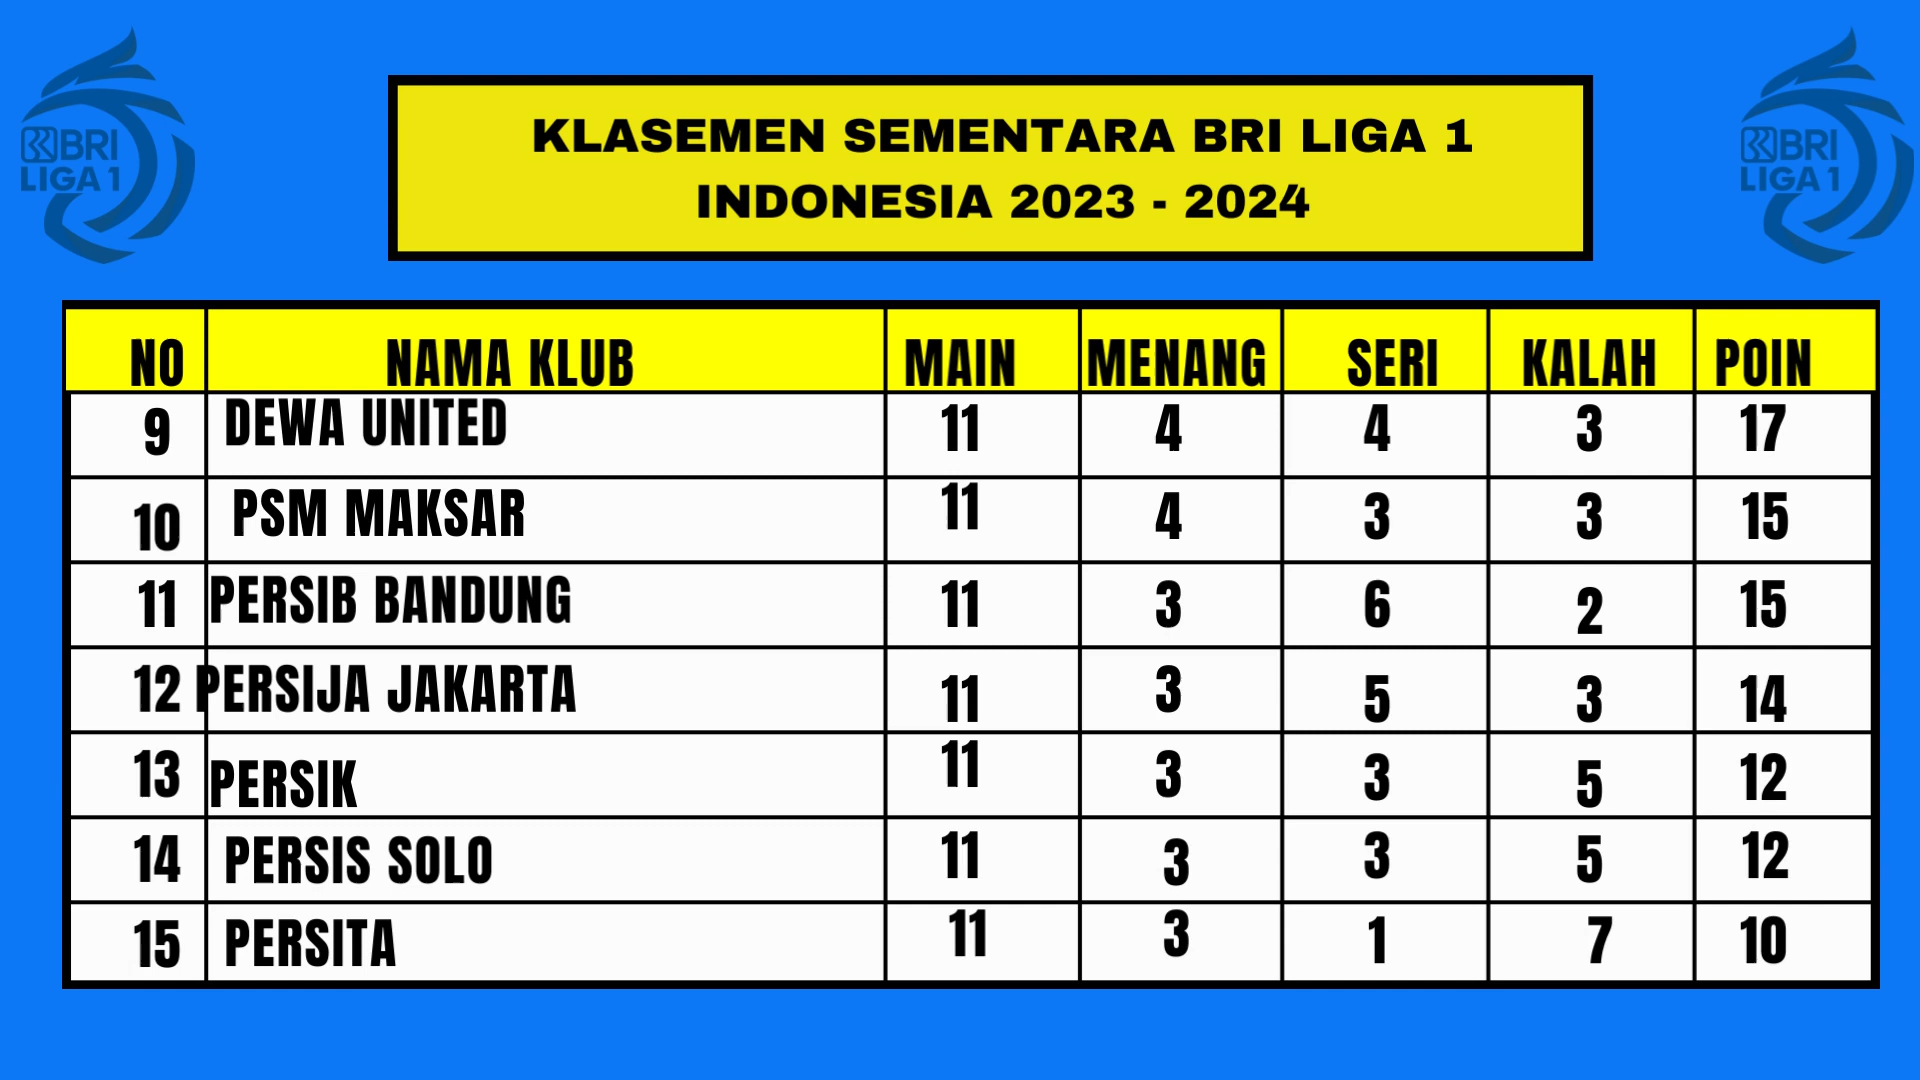 BRI
LIGA 1
KLASEMEN SEMENTARA BRI LIGA 1
INDONESIA 2023 - 2024
BRI
LIGA 1
NO NAMA KLUB MAIN MENANG SERI KALAH POIN
9 DEWA UNITED 11 4 4 3 17
10 PSM MAKSAR 11 4 3 3 15
11 PERSIB BANDUNG 11 3 6 2 15
12 PERSIJA JAKARTA 11 3 5 3 14
13 PERSIK 11 3 3 5 12
14 PERSIS SOLO 11 3 3 5 12
15 PERSITA 11 3 1 7 10